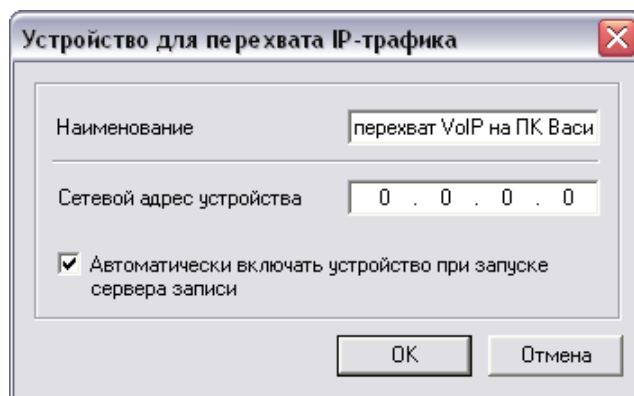 Устройство для перехвата IP-трафика
Наименование
перехват VoIP на ПК Васи
Сетевой адрес устройства
0 . 0 . 0 . 0
Автоматически включать устройство при запуске
сервера записи
OK
Отмена